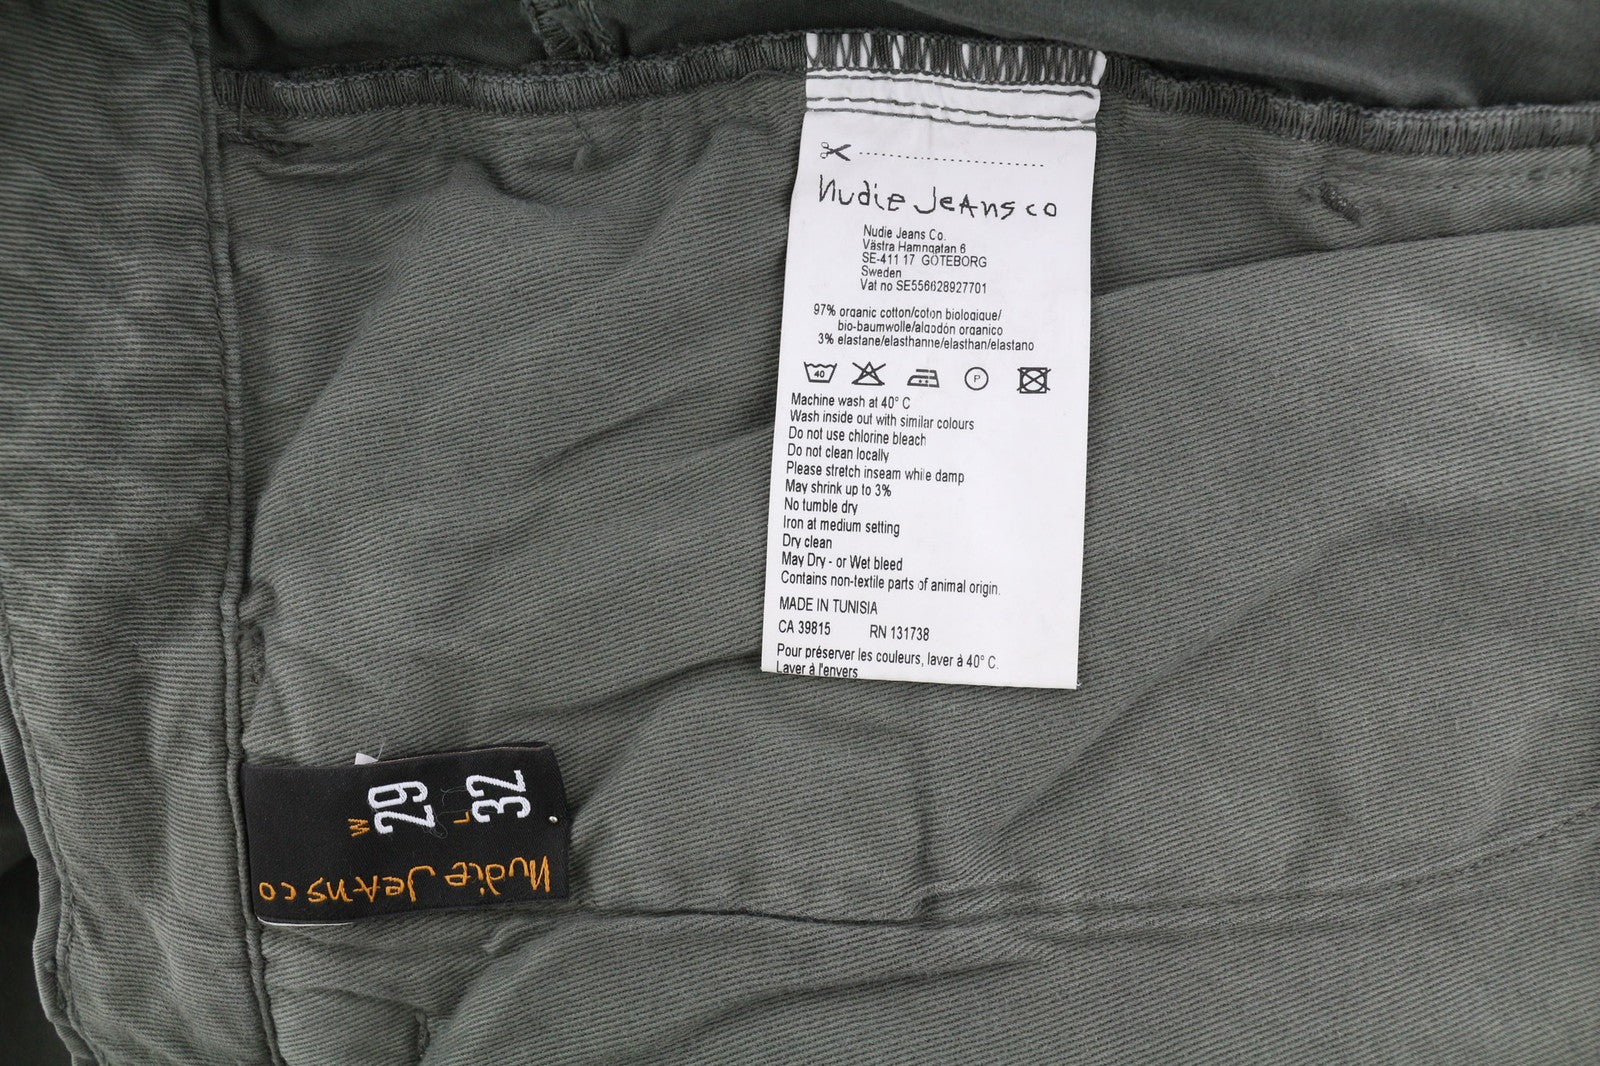 Nudie Jeans co
Nudie Jeans Co.
Västra Hamngatan 6
SE-411 17 GÖTEBORG
Sweden
Vat no SE556628927701
97% organic cotton/coton biologique/
bio-baumwolle/algodón organico
3% elastane/elasthanne/elasthan/elastano
40
P
Machine wash at 40° C
Wash inside out with similar colours
Do not use chlorine bleach
Do not clean locally
Please stretch inseam while damp
May shrink up to 3%
No tumble dry
Iron at medium setting
Dry clean
May Dry - or Wet bleed
Contains non-textile parts of animal origin.
MADE IN TUNISIA
CA 39815 RN 131738
Pour préserver les couleurs, laver à 40° C.
Laver à l'envers
W 29
L 32
Nudie Jeans co